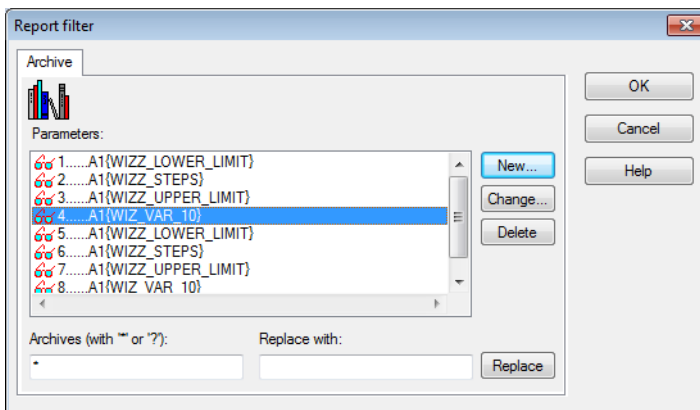 Report filter
Archive
Parameters:
1......A1{WIZZ_LOWER_LIMIT}
2......A1{WIZZ_STEPS}
3......A1{WIZZ_UPPER_LIMIT}
4......A1{WIZ_VAR_10}
5......A1{WIZZ_LOWER_LIMIT}
6......A1{WIZZ_STEPS}
7......A1{WIZZ_UPPER_LIMIT}
8......A1{WIZ_VAR_10}
New...
Change...
Delete
OK
Cancel
Help
Archives (with '*' or '?'):
Replace with:
*
Replace